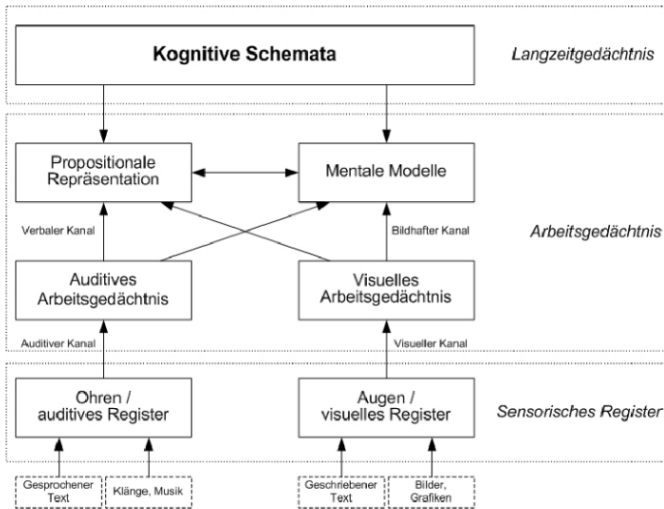 Kognitive Schemata
Langzeitgedächtnis
Propositionale
Repräsentation
Mentale Modelle
Verbaler Kanal
Bildhafter Kanal
Arbeitsgedächtnis
Auditives
Arbeitsgedächtnis
Visuelles
Arbeitsgedächtnis
Auditiver Kanal
Visueller Kanal
Ohren /
auditives Register
Augen /
visuelles Register
Sensorisches Register
Gesprochener
Text
Klänge, Musik
Geschriebener
Text
Bilder,
Grafiken